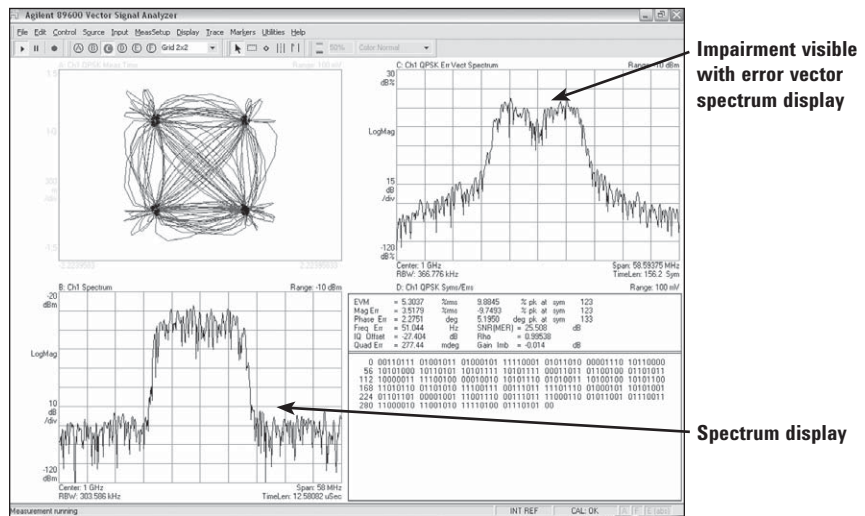 Agilent 89600 Vector Signal Analyzer
File Edit Control Source Input MeasSetup Display Trace Markers Utilities Help
Grid 2x2 50% Color Normal
A: Ch1 QPSK Meas Time Range: 100 mV
1.5
1.5
C: Ch1 QPSK Err Vect Spectrum Range: -10 dBm
30
dB%
LogMag
15
dB
/div
-120
dB%
Center: 1 GHz Span: 58.59375 MHz
RBW: 366.776 kHz TimeLen: 156.2 Sym
Impairment visible
with error vector
spectrum display
B: Ch1 Spectrum Range: -10 dBm
-20
dBm
LogMag
10
dB
/div
-120
dBm
Center: 1 GHz Span: 58 MHz
RBW: 303.586 kHz TimeLen: 12.58082 uSec
D: Ch1 QPSK Syms/Errs Range: 100 mV
EVM = 5.3037 %rms 9.8845 % pk at sym 123
Mag Err = 3.5179 %rms -9.7493 % pk at sym 123
Phase Err = 2.2751 deg 5.1950 deg pk at sym 133
Freq Err = 51.044 Hz SNR(MER) = 25.508 dB
IQ Offset = -27.404 dB Rho = 0.99538
Quad Err = 277.44 mdeg Gain Imb = -0.014 dB
0 00110111 01001011 01000101 11110001 01011010 00001110 10110000
56 10101000 10110101 10101111 10101111 00011011 01100100 01101011
112 10000011 11100100 00010010 10101110 01010011 10100100 10101100
168 11010110 01101010 11100111 00111011 11101110 01000101 10101001
224 01101101 00001001 11001110 00111011 11000110 01011001 01110011
280 11000010 11001010 11110100 01110101 00
Spectrum display
Measurement running INT REF CAL: OK